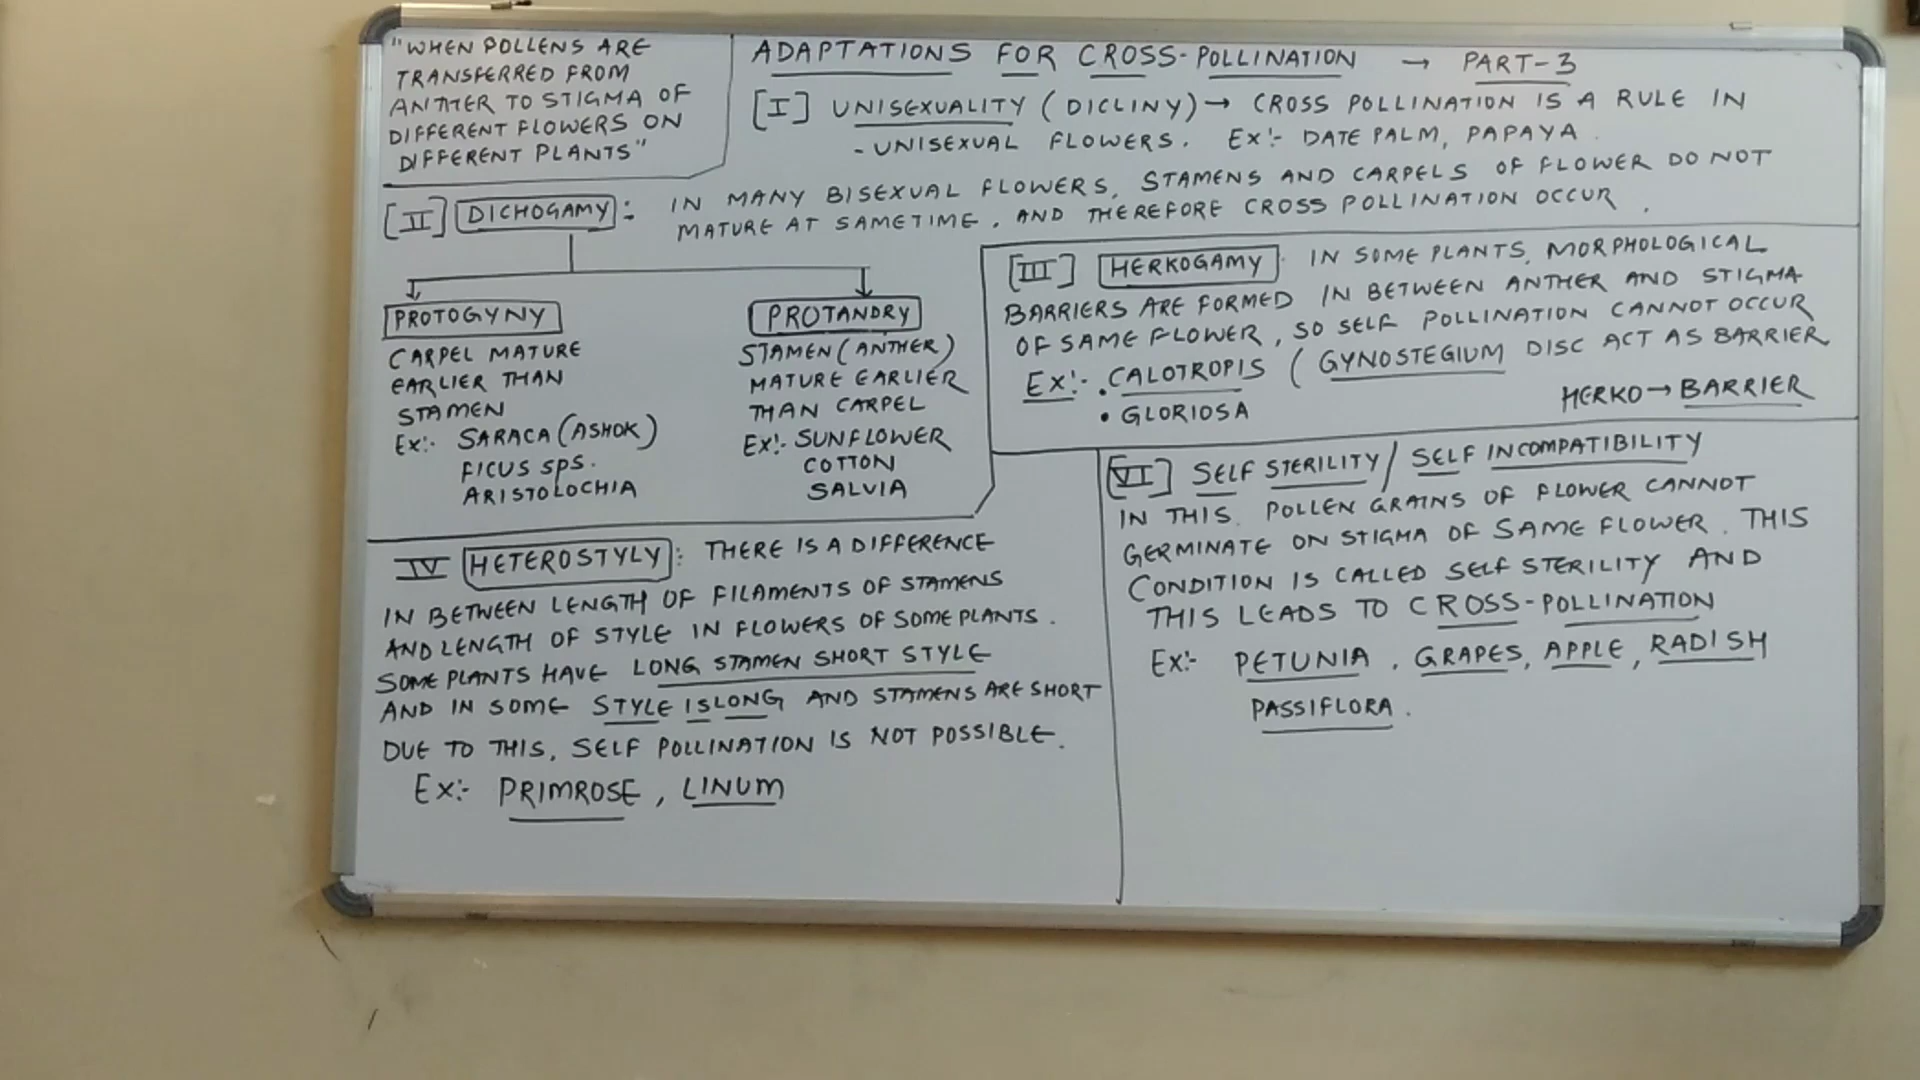 "WHEN POLLENS ARE
TRANSFERRED FROM
ANTHER TO STIGMA OF
DIFFERENT FLOWERS ON
DIFFERENT PLANTS"
ADAPTATIONS FOR CROSS-POLLINATION → PART-3
[I] UNISEXUALITY (DICLINY) → CROSS POLLINATION IS A RULE IN
- UNISEXUAL FLOWERS. EX:- DATE PALM, PAPAYA.
[II] DICHOGAMY: IN MANY BISEXUAL FLOWERS, STAMENS AND CARPELS OF FLOWER DO NOT
MATURE AT SAME TIME. AND THEREFORE CROSS POLLINATION OCCUR.
PROTOGYNY
CARPEL MATURE
EARLIER THAN
STAMEN
EX:- SARACA (ASHOK)
FICUS SPS.
ARISTOLOCHIA
PROTANDRY
STAMEN (ANTHER)
MATURE EARLIER
THAN CARPEL
EX:- SUNFLOWER
COTTON
SALVIA
[III] HERKOGAMY. IN SOME PLANTS, MORPHOLOGICAL
BARRIERS ARE FORMED IN BETWEEN ANTHER AND STIGMA
OF SAME FLOWER, SO SELF POLLINATION CANNOT OCCUR
EX:- • CALOTROPIS (GYNOSTEGIUM DISC ACT AS BARRIER
• GLORIOSA
HERKO → BARRIER
IV HETEROSTYLY: THERE IS A DIFFERENCE
IN BETWEEN LENGTH OF FILAMENTS OF STAMENS
AND LENGTH OF STYLE IN FLOWERS OF SOME PLANTS.
SOME PLANTS HAVE LONG STAMEN SHORT STYLE
AND IN SOME STYLE IS LONG AND STAMENS ARE SHORT
DUE TO THIS, SELF POLLINATION IS NOT POSSIBLE.
EX:- PRIMROSE, LINUM
[VI] SELF STERILITY/ SELF INCOMPATIBILITY
IN THIS, POLLEN GRAINS OF FLOWER CANNOT
GERMINATE ON STIGMA OF SAME FLOWER. THIS
CONDITION IS CALLED SELF STERILITY AND
THIS LEADS TO CROSS-POLLINATION
EX:- PETUNIA, GRAPES, APPLE, RADISH
PASSIFLORA.